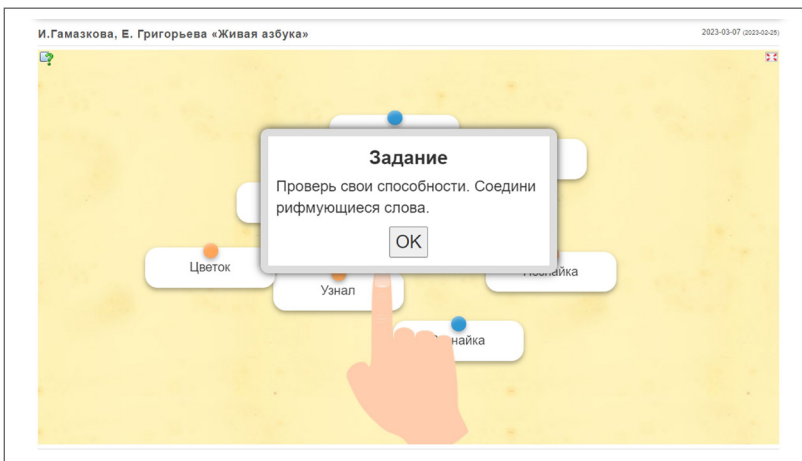 И.Гамазкова, Е. Григорьева «Живая азбука»
2023-03-07 (2023-02-25)
Задание
Проверь свои способности. Соедини
рифмующиеся слова.
OK
Цветок
Узнал